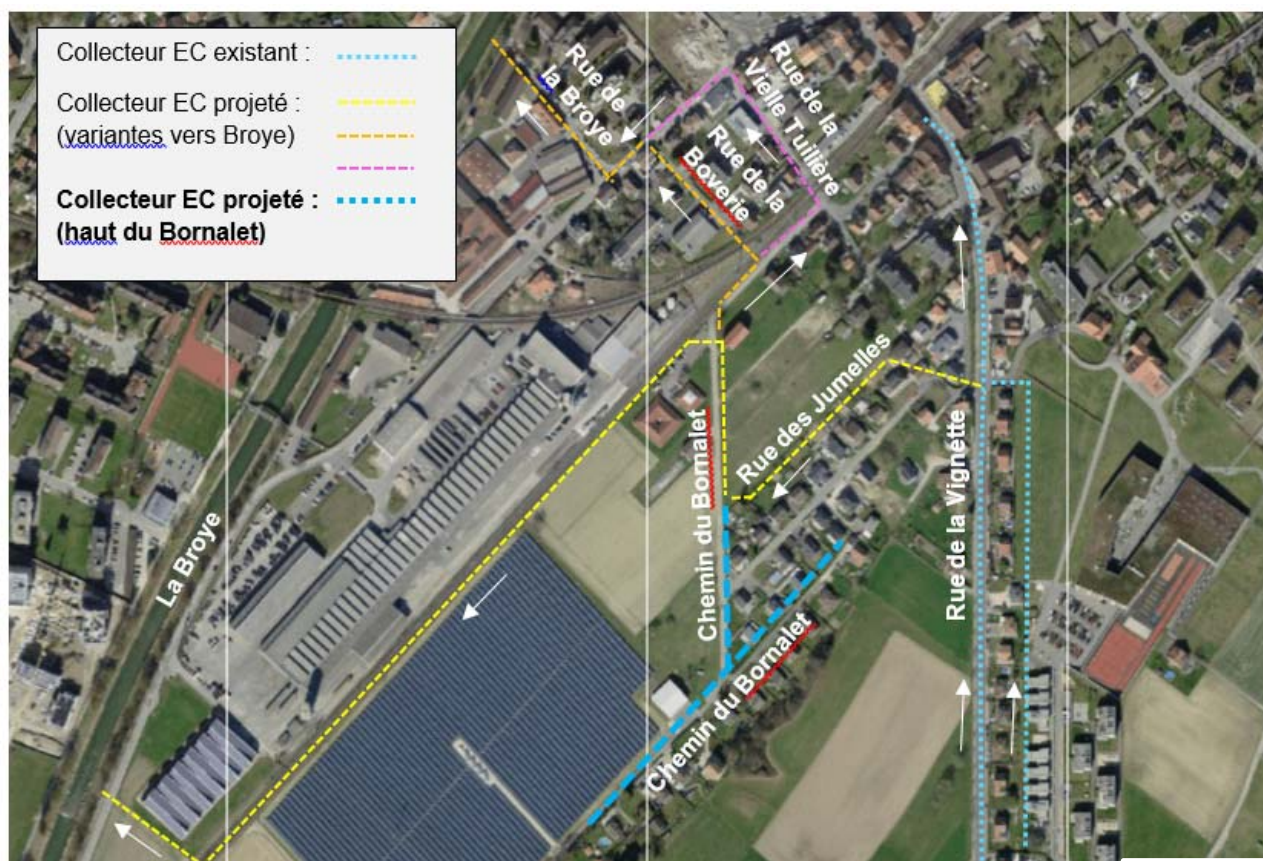 Collecteur EC existant :
Collecteur EC projeté :
(variantes vers Broye)
Collecteur EC projeté :
(haut du Bornalet)
Rue de
la Broye
Rue de la
Vielle Tuilière
Rue de la
Boverie
Rue des Jumelles
Chemin du Bornalet
Rue de la Vignette
La Broye
Chemin du Bornalet